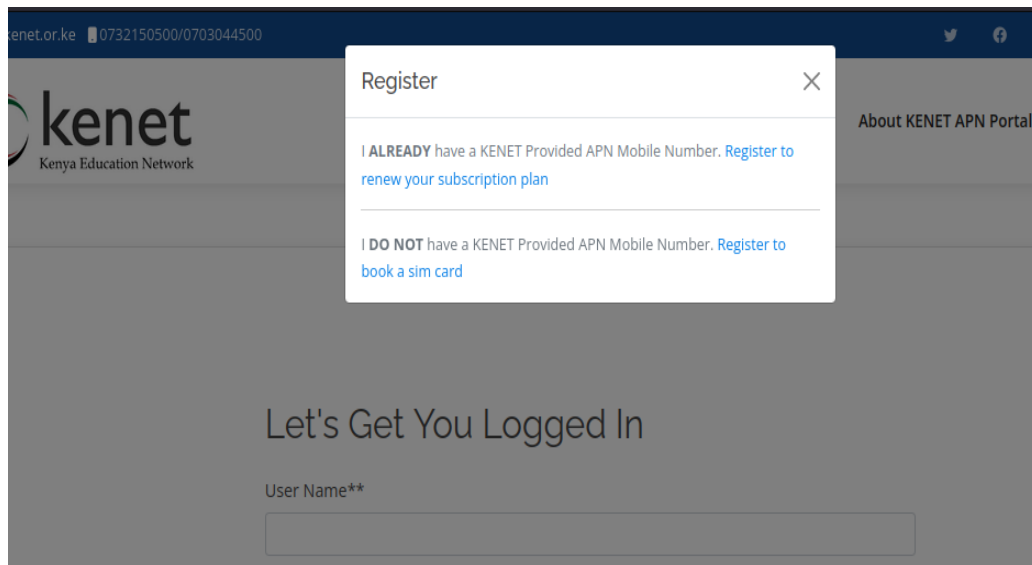 kenet.or.ke 0732150500/0703044500
Register
kenet
Kenya Education Network
About KENET APN Portal
I ALREADY have a KENET Provided APN Mobile Number. Register to
renew your subscription plan
I DO NOT have a KENET Provided APN Mobile Number. Register to
book a sim card
Let's Get You Logged In
User Name**